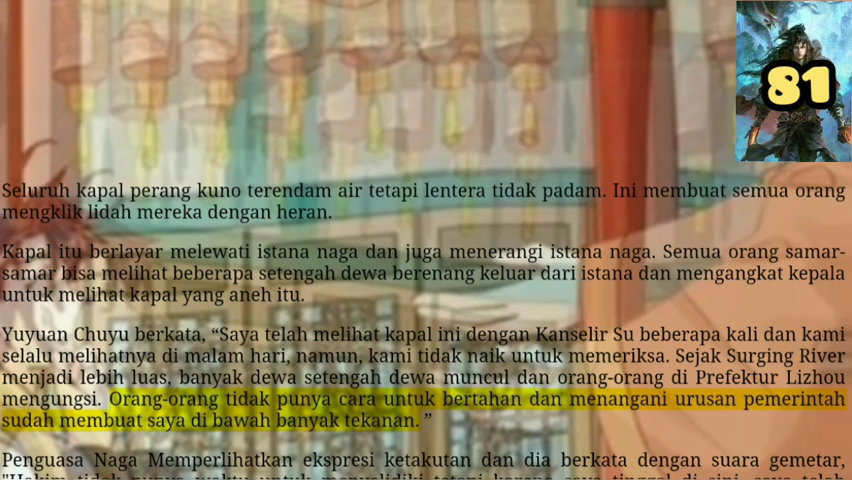 81
Seluruh kapal perang kuno terendam air tetapi lentera tidak padam. Ini membuat semua orang
mengklik lidah mereka dengan heran.
Kapal itu berlayar melewati istana naga dan juga menerangi istana naga. Semua orang samar-
samar bisa melihat beberapa setengah dewa berenang keluar dari istana dan mengangkat kepala
untuk melihat kapal yang aneh itu.
Yuyuan Chuyu berkata, “Saya telah melihat kapal ini dengan Kanselir Su beberapa kali dan kami
selalu melihatnya di malam hari, namun, kami tidak naik untuk memeriksa. Sejak Surging River
menjadi lebih luas, banyak dewa setengah dewa muncul dan orang-orang di Prefektur Lizhou
mengungsi. Orang-orang tidak punya cara untuk bertahan dan menangani urusan pemerintah
sudah membuat saya di bawah banyak tekanan. ”
Penguasa Naga Memperlihatkan ekspresi ketakutan dan dia berkata dengan suara gemetar,